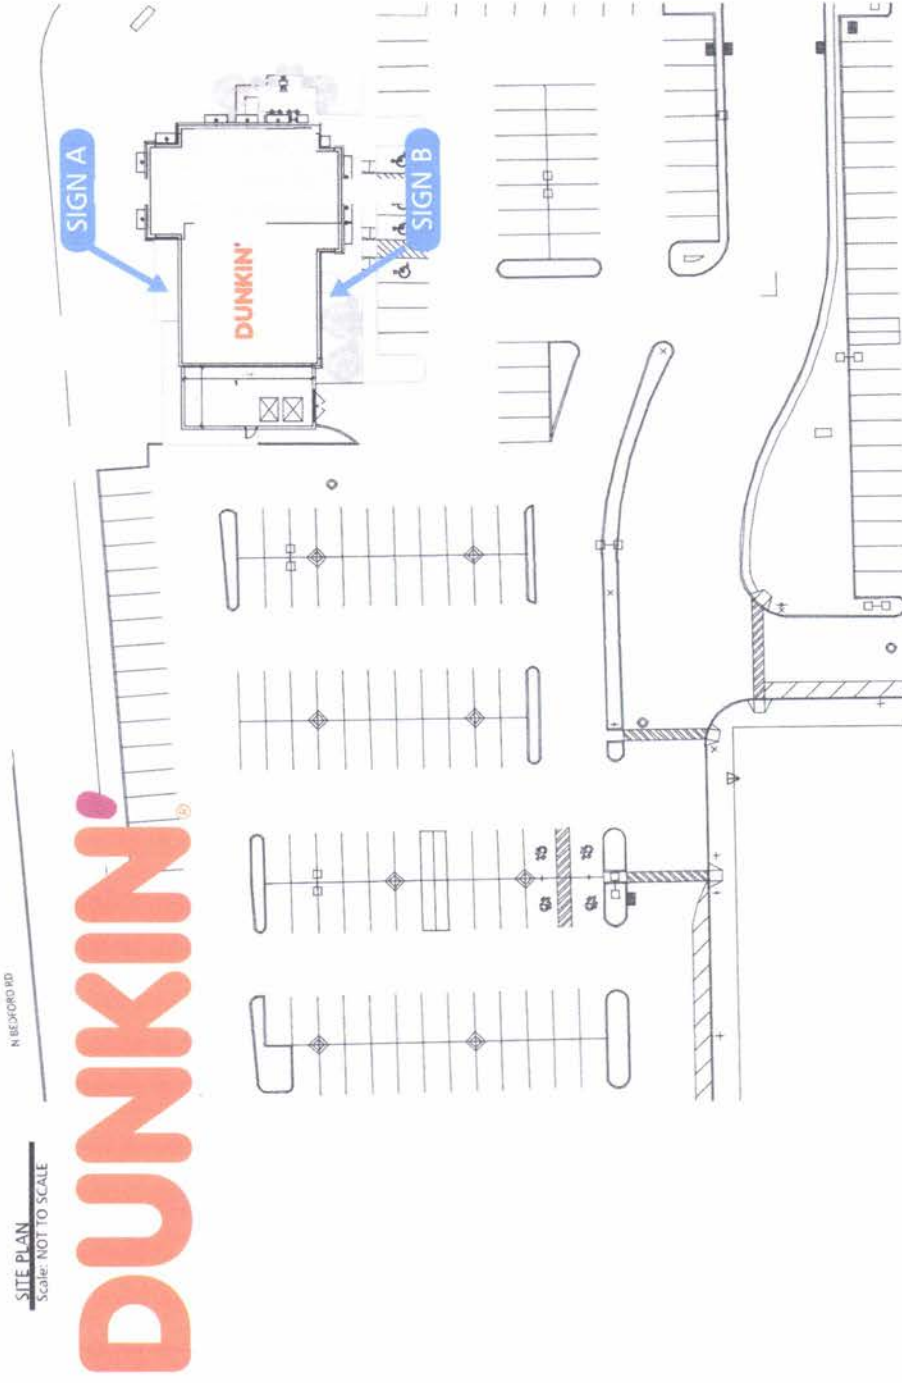 SITE PLAN
Scale: NOT TO SCALE
N BEDFORD RD
DUNKIN'
SIGN A
DUNKIN'
SIGN B